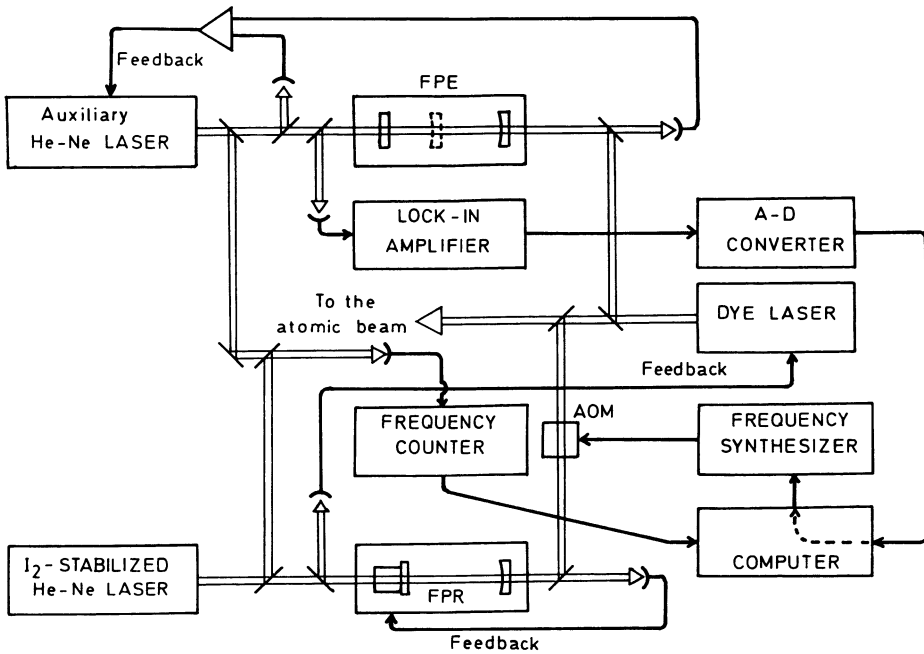 Feedback
FPE
Auxiliary
He-Ne LASER
LOCK-IN
AMPLIFIER
A-D
CONVERTER
To the
atomic beam
DYE LASER
Feedback
FREQUENCY
COUNTER
AOM
FREQUENCY
SYNTHESIZER
I₂-STABILIZED
He-Ne LASER
FPR
COMPUTER
Feedback